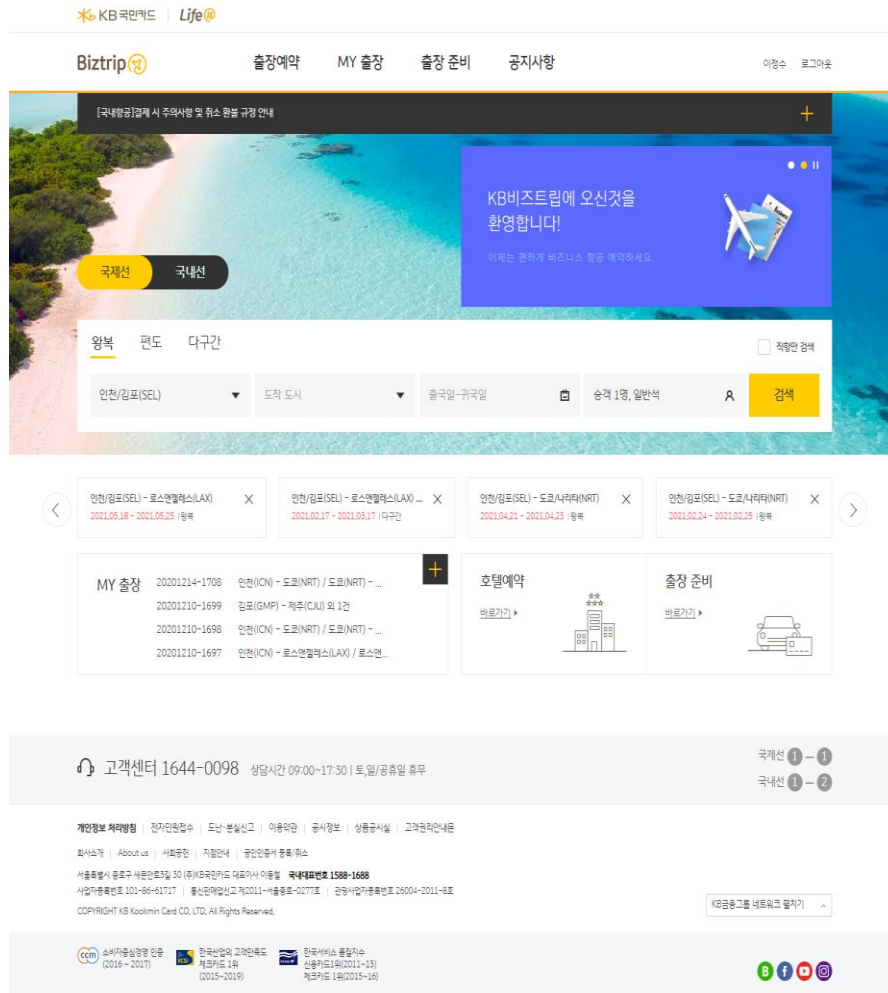 KB국민카드 | Life@
Biztrip 출장예약 MY 출장 출장 준비 공지사항 이정수 로그아웃
[국내항공]결제 시 주의사항 및 취소 환불 규정 안내
KB비즈트립에 오신것을
환영합니다!
이제는 편하게 비즈니스 항공 예약하세요.
국제선 국내선
왕복 편도 다구간 직항만 검색
인천/김포(SEL) 도착 도시 출국일-귀국일 승객 1명, 일반석 검색
인천/김포(SEL) - 로스앤젤레스(LAX) 인천/김포(SEL) - 로스앤젤레스(LAX) ... 인천/김포(SEL) - 도쿄/나리타(NRT) 인천/김포(SEL) - 도쿄/나리타(NRT)
2021.05.18 - 2021.05.25 | 왕복 2021.02.17 - 2021.03.17 | 다구간 2021.04.21 - 2021.04.23 | 왕복 2021.02.24 - 2021.02.25 | 왕복
MY 출장
20201214-1708 인천(ICN) - 도쿄(NRT) / 도쿄(NRT) - ...
20201210-1699 김포(GMP) - 제주(CJU) 외 1건
20201210-1698 인천(ICN) - 도쿄(NRT) / 도쿄(NRT) - ...
20201210-1697 인천(ICN) - 로스앤젤레스(LAX) / 로스앤...
호텔예약
바로가기
출장 준비
바로가기
고객센터 1644-0098 상담시간 09:00~17:30 | 토,일/공휴일 휴무
국제선 1 - 1
국내선 1 - 2
개인정보 처리방침 | 전자민원접수 | 도난·분실신고 | 이용약관 | 공시정보 | 상품공시실 | 고객권리안내문
회사소개 | About us | 사회공헌 | 지점안내 | 공인인증서 등록/취소
서울특별시 종로구 새문안로3길 30 (주)KB국민카드 대표이사 이동철 국내대표번호 1588-1688
사업자등록번호 101-86-61717 | 통신판매업신고 제2011-서울종로-0277호 | 관광사업자등록번호 26004-2011-8호
COPYRIGHT KB Kookmin Card CO, LTD, All Rights Reserved.
KB금융그룹 네트워크 펼치기
ccm 소비자중심경영 인증
(2016 ~ 2017)
KCSI 한국산업의 고객만족도
체크카드 1위
(2015~2019)
한국서비스 품질지수
신용카드1위(2011~13)
체크카드 1위(2015~16)